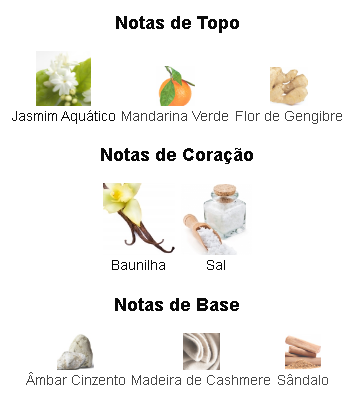 Notas de Topo
Jasmim Aquático Mandarina Verde Flor de Gengibre
Notas de Coração
Baunilha Sal
Notas de Base
Âmbar Cinzento Madeira de Cashmere Sândalo